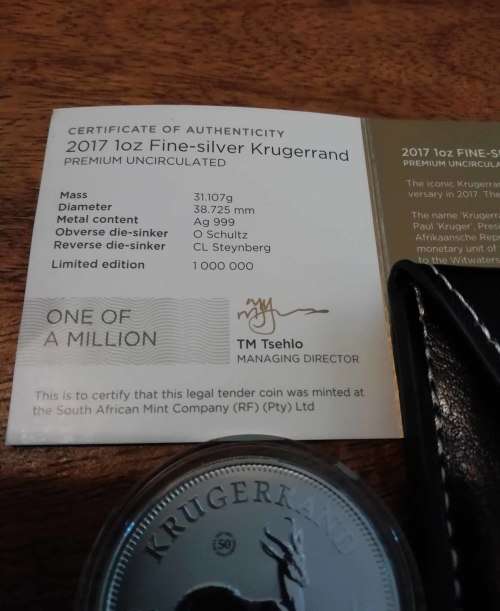 CERTIFICATE OF AUTHENTICITY
2017 1oz Fine-silver Krugerrand
PREMIUM UNCIRCULATED
Mass 31.107g
Diameter 38.725 mm
Metal content Ag 999
Obverse die-sinker O Schultz
Reverse die-sinker CL Steynberg
Limited edition 1 000 000
ONE OF
A MILLION
TM Tsehlo
MANAGING DIRECTOR
This is to certify that this legal tender coin was minted at
the South African Mint Company (RF) (Pty) Ltd
2017 1oz FINE-S
PREMIUM UNCIRCULA
The iconic Krugerra
versary in 2017. The
The name 'Krugerr
Paul 'Kruger', Pres
Afrikaansche Rep
monetary unit of
to the Witwaters
KRUGERRAND
50